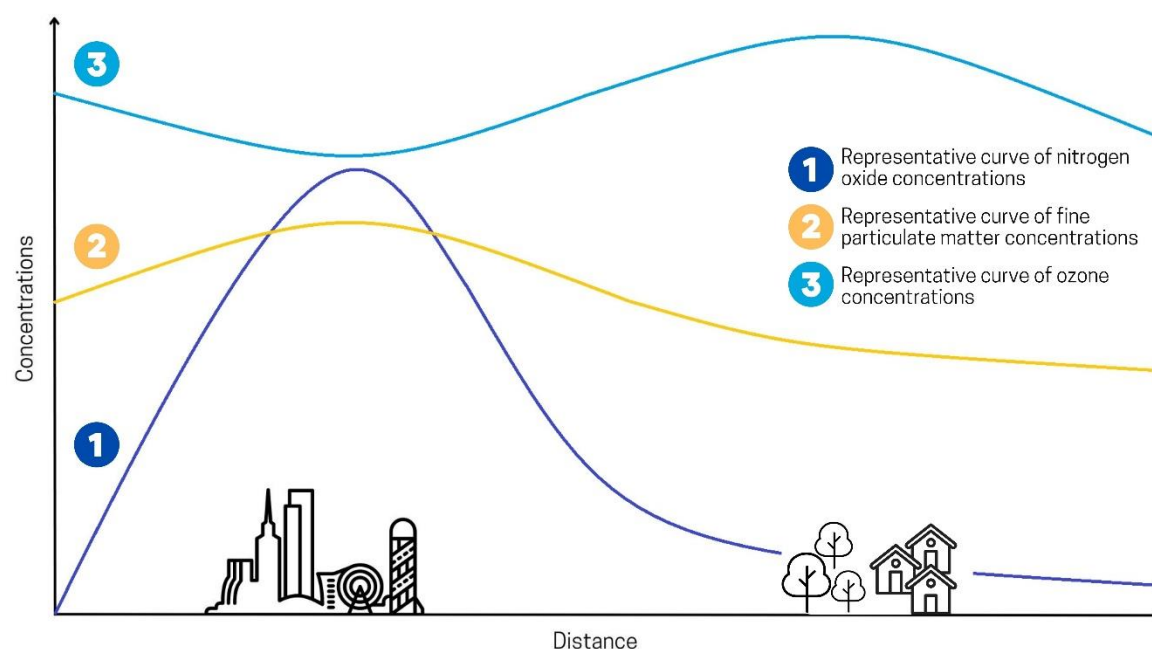 3
2
1
Concentrations
1
Representative curve of nitrogen
oxide concentrations
2
Representative curve of fine
particulate matter concentrations
3
Representative curve of ozone
concentrations
Distance